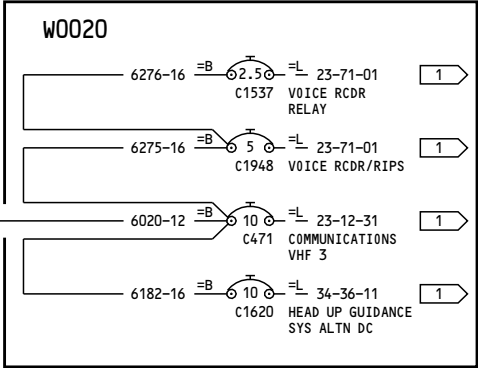 W0020
6276-16 =B 2.5 =L 23-71-01 1
C1537 VOICE RCDR
RELAY
6275-16 =B 5 =L 23-71-01 1
C1948 VOICE RCDR/RIPS
6020-12 =B 10 =L 23-12-31 1
C471 COMMUNICATIONS
VHF 3
6182-16 =B 10 =L 34-36-11 1
C1620 HEAD UP GUIDANCE
SYS ALTN DC